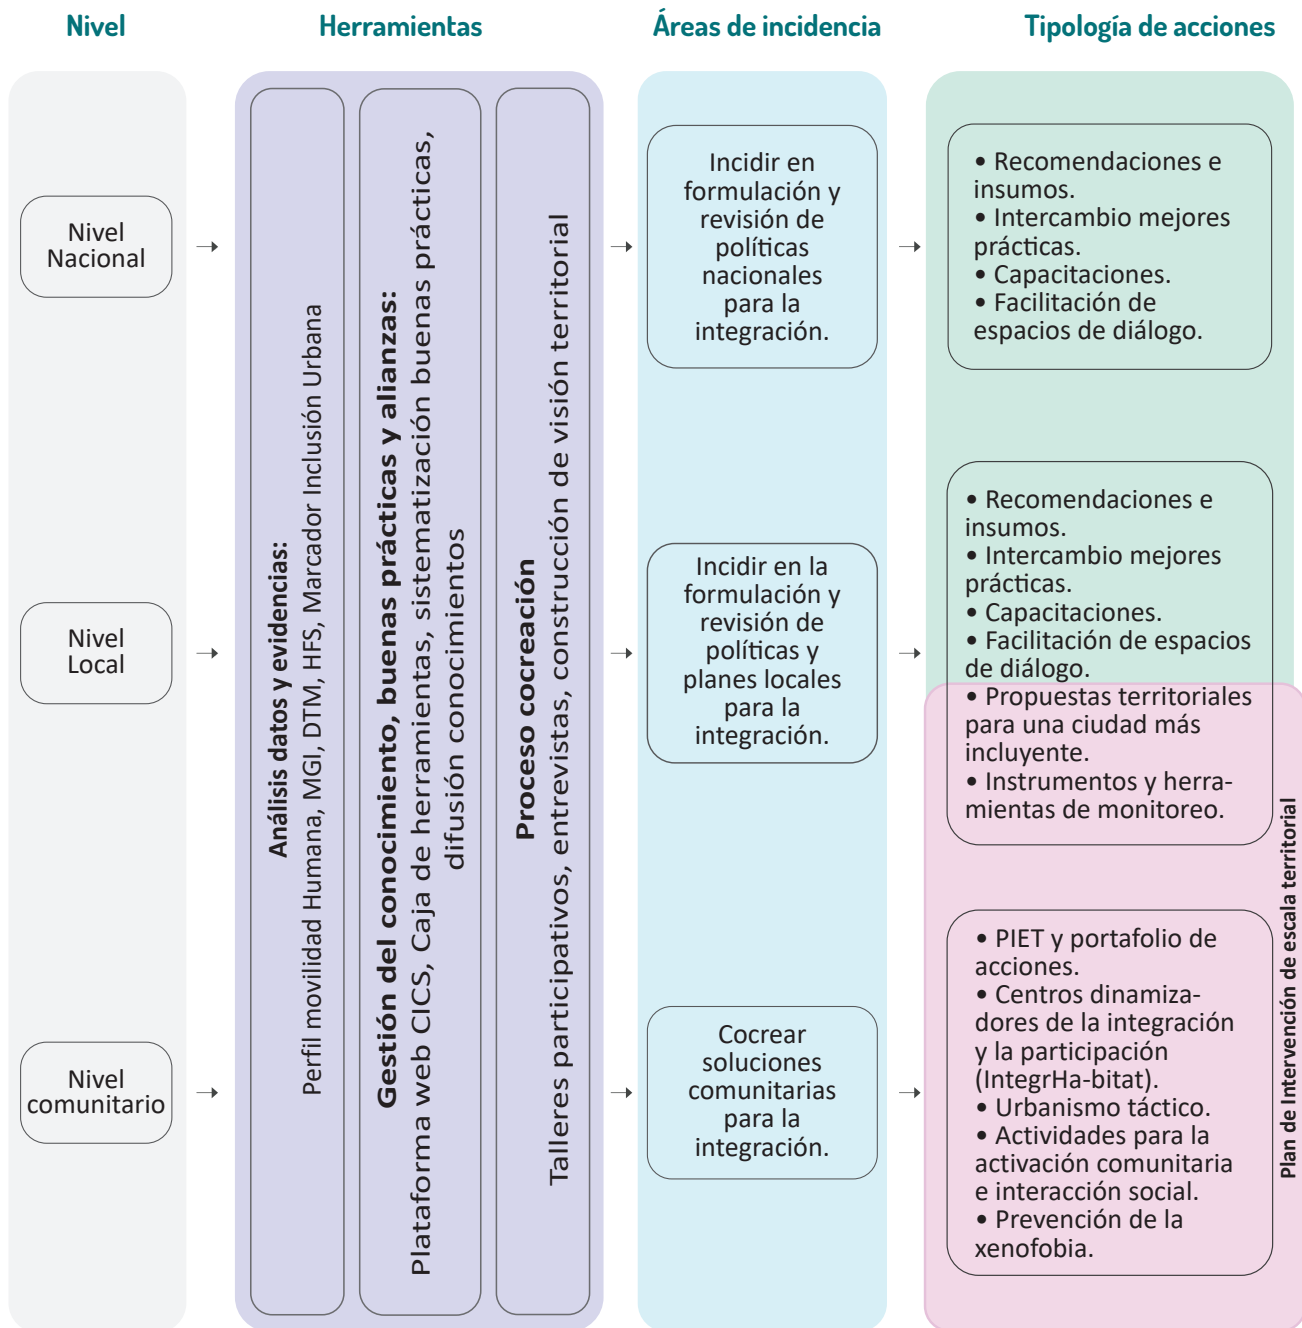 Nivel
Herramientas
Áreas de incidencia
Tipología de acciones
Nivel
Nacional
Nivel
Local
Nivel
comunitario
Análisis datos y evidencias:
Perfil movilidad Humana, MGI, DTM, HFS, Marcador Inclusión Urbana
Gestión del conocimiento, buenas prácticas y alianzas:
Plataforma web CICS, Caja de herramientas, sistematización buenas prácticas,
difusión conocimientos
Proceso cocreación
Talleres participativos, entrevistas, construcción de visión territorial
Incidir en
formulación y
revisión de
políticas
nacionales
para la
integración.
Incidir en la
formulación y
revisión de
políticas y
planes locales
para la
integración.
Cocrear
soluciones
comunitarias
para la
integración.
• Recomendaciones e
insumos.
• Intercambio mejores
prácticas.
• Capacitaciones.
• Facilitación de
espacios de diálogo.
• Recomendaciones e
insumos.
• Intercambio mejores
prácticas.
• Capacitaciones.
• Facilitación de espacios
de diálogo.
• Propuestas territoriales
para una ciudad más
incluyente.
• Instrumentos y herra-
mientas de monitoreo.
• PIET y portafolio de
acciones.
• Centros dinamiza-
dores de la integración
y la participación
(IntegrHa-bitat).
• Urbanismo táctico.
• Actividades para la
activación comunitaria
e interacción social.
• Prevención de la
xenofobia.
Plan de Intervención de escala territorial